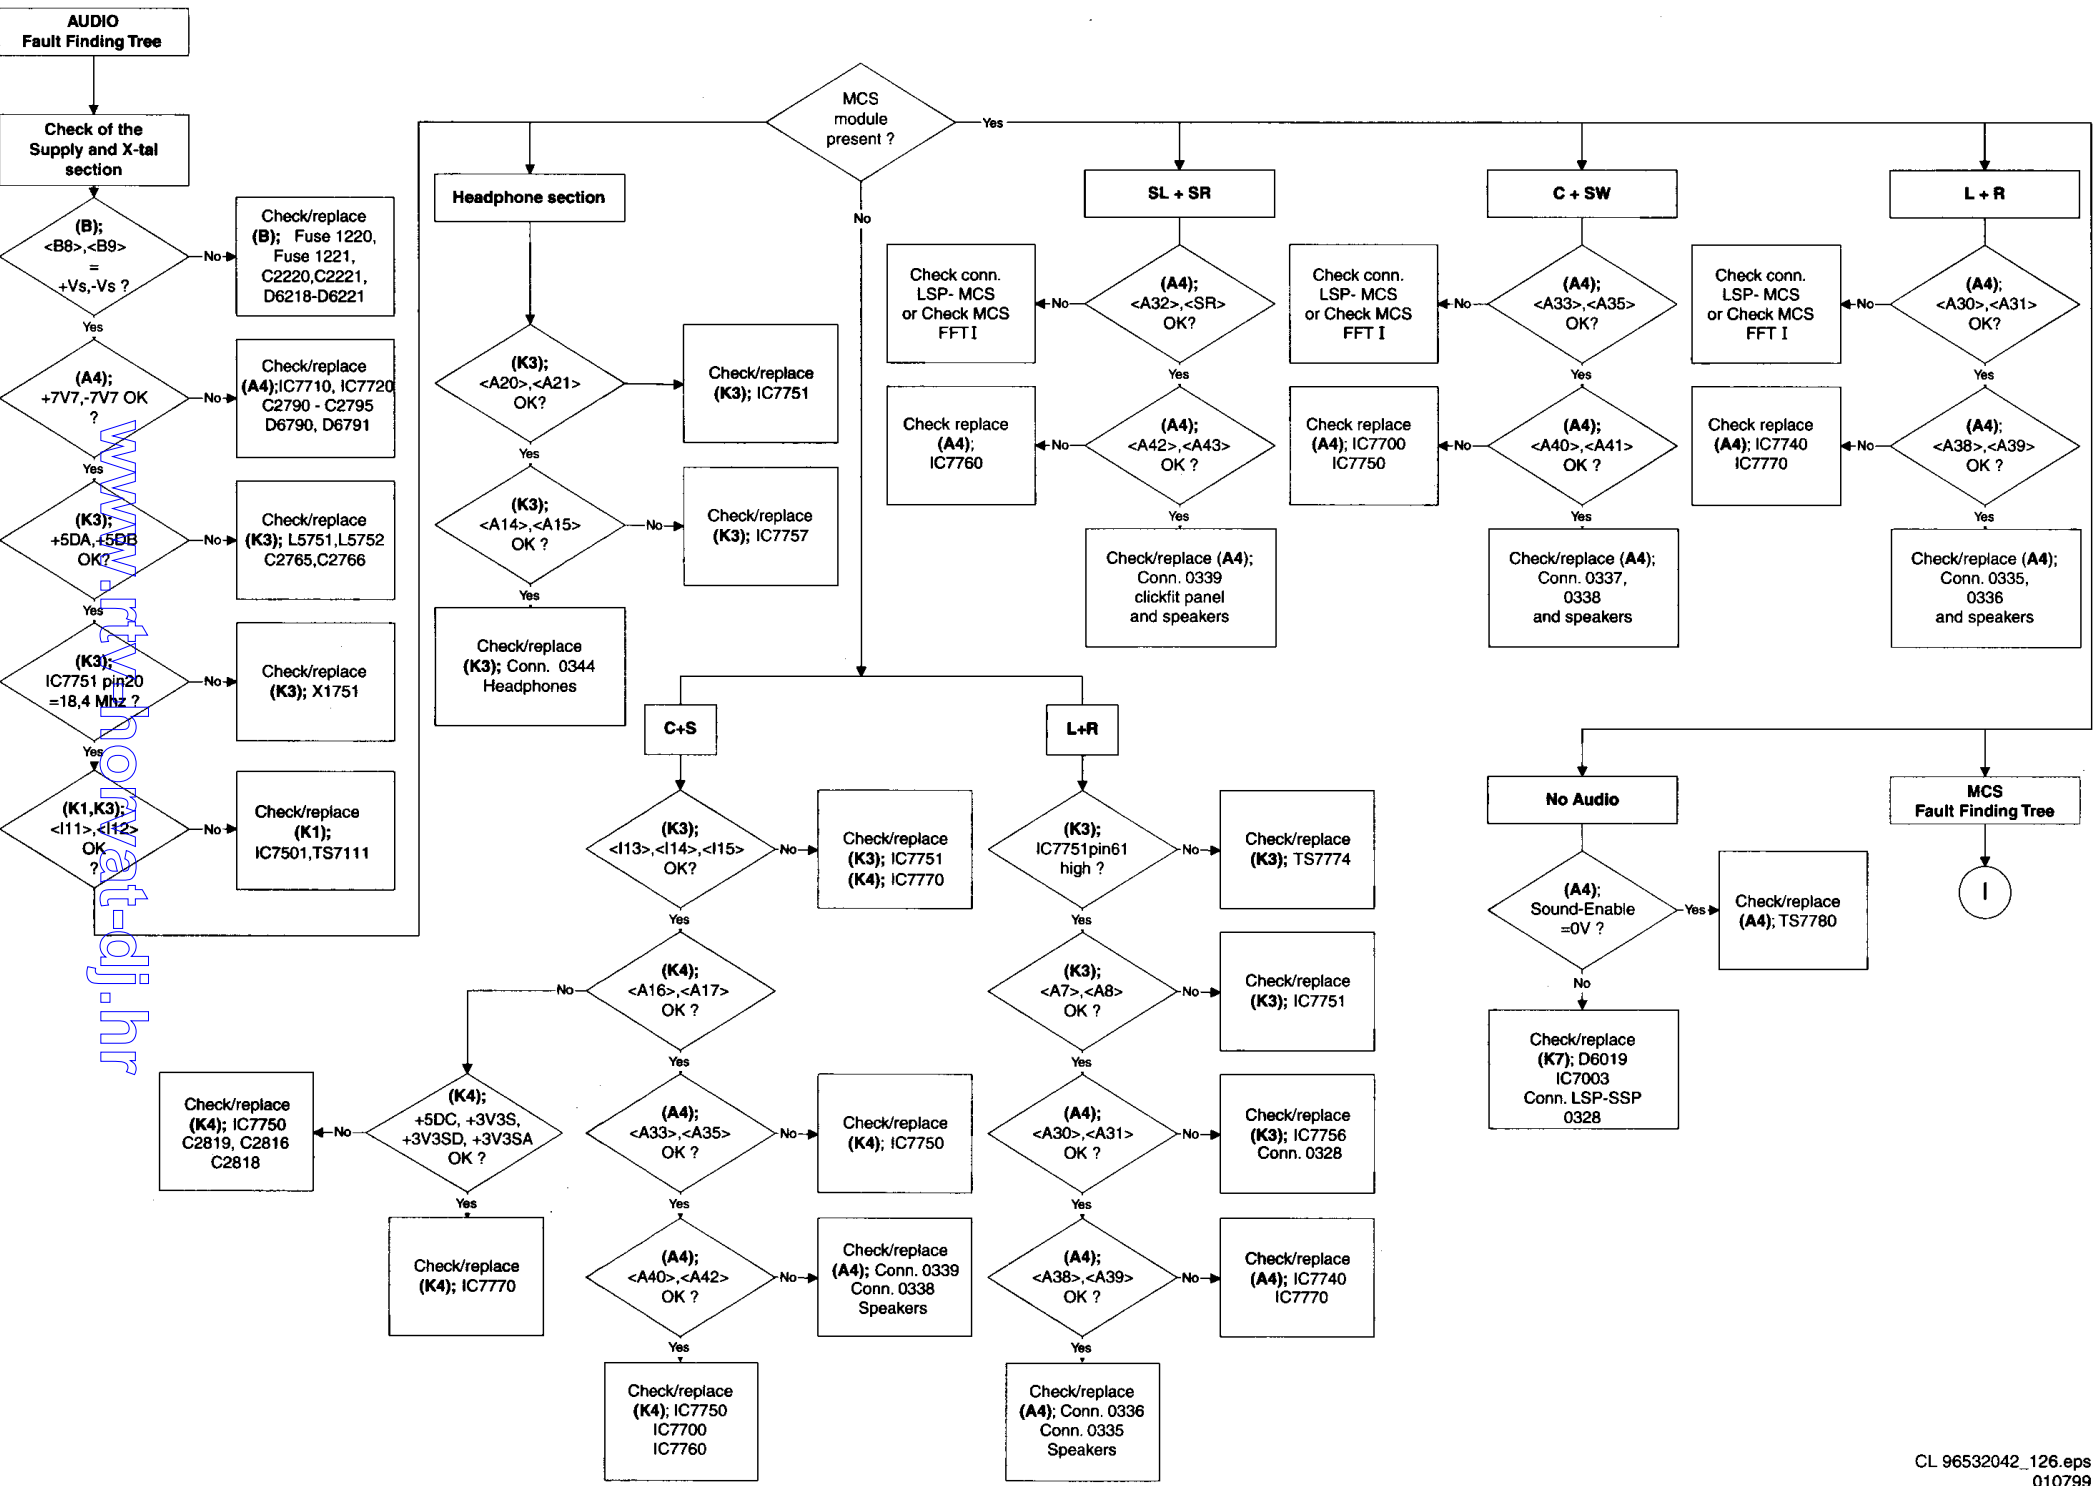 AUDIO
Fault Finding Tree
Check of the
Supply and X-tal
section
(B);
<B8>,<B9>
=
+Vs,-Vs ?
No
Check/replace
(B); Fuse 1220,
Fuse 1221,
C2220,C2221,
D6218-D6221
Yes
(A4);
+7V7,-7V7 OK
?
No
Check/replace
(A4);IC7710, IC7720
C2790 - C2795
D6790, D6791
Yes
(K3);
+5DA,+5DB
OK?
No
Check/replace
(K3); L5751,L5752
C2765,C2766
Yes
(K3);
IC7751 pin20
=18,4 Mhz ?
No
Check/replace
(K3); X1751
Yes
(K1,K3);
<I11>,<I12>
OK
?
No
Check/replace
(K1);
IC7501,TS7111
www.rtv-horvat-dj.hr
MCS
module
present ?
Yes
No
Headphone section
(K3);
<A20>,<A21>
OK?
Check/replace
(K3); IC7751
Yes
(K3);
<A14>,<A15>
OK ?
No
Check/replace
(K3); IC7757
Yes
Check/replace
(K3); Conn. 0344
Headphones
SL + SR
(A4);
<A32>,<SR>
OK?
No
Check conn.
LSP- MCS
or Check MCS
FFT I
Yes
(A4);
<A42>,<A43>
OK ?
No
Check replace
(A4);
IC7760
Yes
Check/replace (A4);
Conn. 0339
clickfit panel
and speakers
C + SW
(A4);
<A33>,<A35>
OK?
No
Check conn.
LSP- MCS
or Check MCS
FFT I
Yes
(A4);
<A40>,<A41>
OK ?
No
Check replace
(A4); IC7700
IC7750
Yes
Check/replace (A4);
Conn. 0337,
0338
and speakers
L + R
(A4);
<A30>,<A31>
OK?
No
Check conn.
LSP- MCS
or Check MCS
FFT I
Yes
(A4);
<A38>,<A39>
OK ?
No
Check replace
(A4); IC7740
IC7770
Yes
Check/replace (A4);
Conn. 0335,
0336
and speakers
C+S
(K3);
<I13>,<I14>,<I15>
OK?
No
Check/replace
(K3); IC7751
(K4); IC7770
Yes
(K4);
<A16>,<A17>
OK ?
No
(K4);
+5DC, +3V3S,
+3V3SD, +3V3SA
OK ?
No
Check/replace
(K4); IC7750
C2819, C2816
C2818
Yes
Check/replace
(K4); IC7770
Yes
(A4);
<A33>,<A35>
OK ?
No
Check/replace
(K4); IC7750
Yes
(A4);
<A40>,<A42>
OK ?
No
Check/replace
(A4); Conn. 0339
Conn. 0338
Speakers
Yes
Check/replace
(K4); IC7750
IC7700
IC7760
L+R
(K3);
IC7751pin61
high ?
No
Check/replace
(K3); TS7774
Yes
(K3);
<A7>,<A8>
OK ?
No
Check/replace
(K3); IC7751
Yes
(A4);
<A30>,<A31>
OK ?
No
Check/replace
(K3); IC7756
Conn. 0328
Yes
(A4);
<A38>,<A39>
OK ?
No
Check/replace
(A4); IC7740
IC7770
Yes
Check/replace
(A4); Conn. 0336
Conn. 0335
Speakers
No Audio
(A4);
Sound-Enable
=0V ?
Yes
Check/replace
(A4); TS7780
No
Check/replace
(K7); D6019
IC7003
Conn. LSP-SSP
0328
MCS
Fault Finding Tree
I
CL 96532042_126.eps
010799